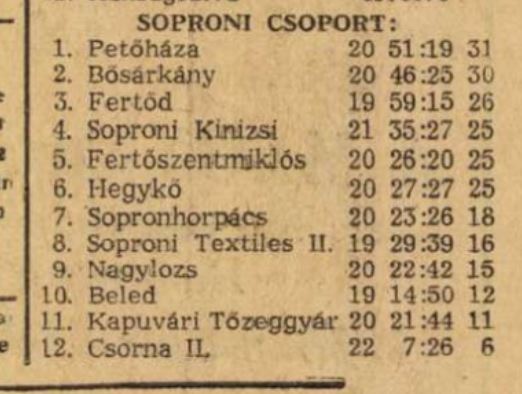 SOPRONI CSOPORT:
1. Petőháza 20 51:19 31
2. Bősárkány 20 46:25 30
3. Fertőd 19 59:15 26
4. Soproni Kinizsi 21 35:27 25
5. Fertőszentmiklós 20 26:20 25
6. Hegykő 20 27:27 25
7. Sopronhorpács 20 23:26 18
8. Soproni Textiles II. 19 29:39 16
9. Nagylozs 20 22:42 15
10. Beled 19 14:50 12
11. Kapuvári Tőzeggyár 20 21:44 11
12. Csorna II. 22 7:26 6